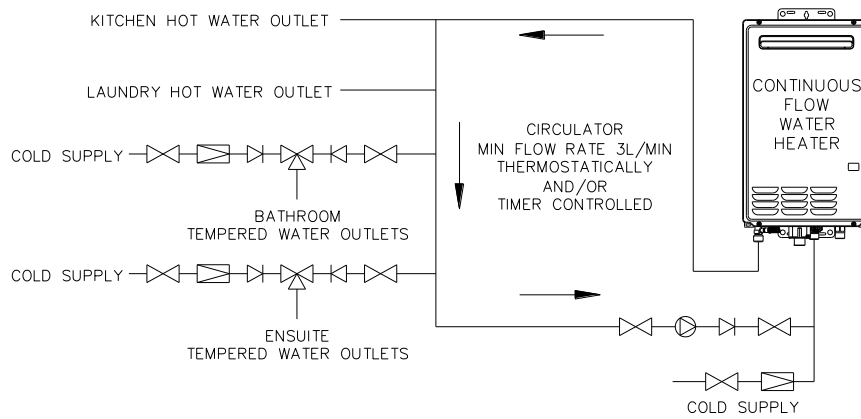 KITCHEN HOT WATER OUTLET
LAUNDRY HOT WATER OUTLET
CONTINUOUS
FLOW
WATER
HEATER
CIRCULATOR
MIN FLOW RATE 3L/MIN
THERMOSTATICALLY
AND/OR
TIMER CONTROLLED
COLD SUPPLY
BATHROOM
TEMPERED WATER OUTLETS
COLD SUPPLY
ENSUITE
TEMPERED WATER OUTLETS
COLD SUPPLY